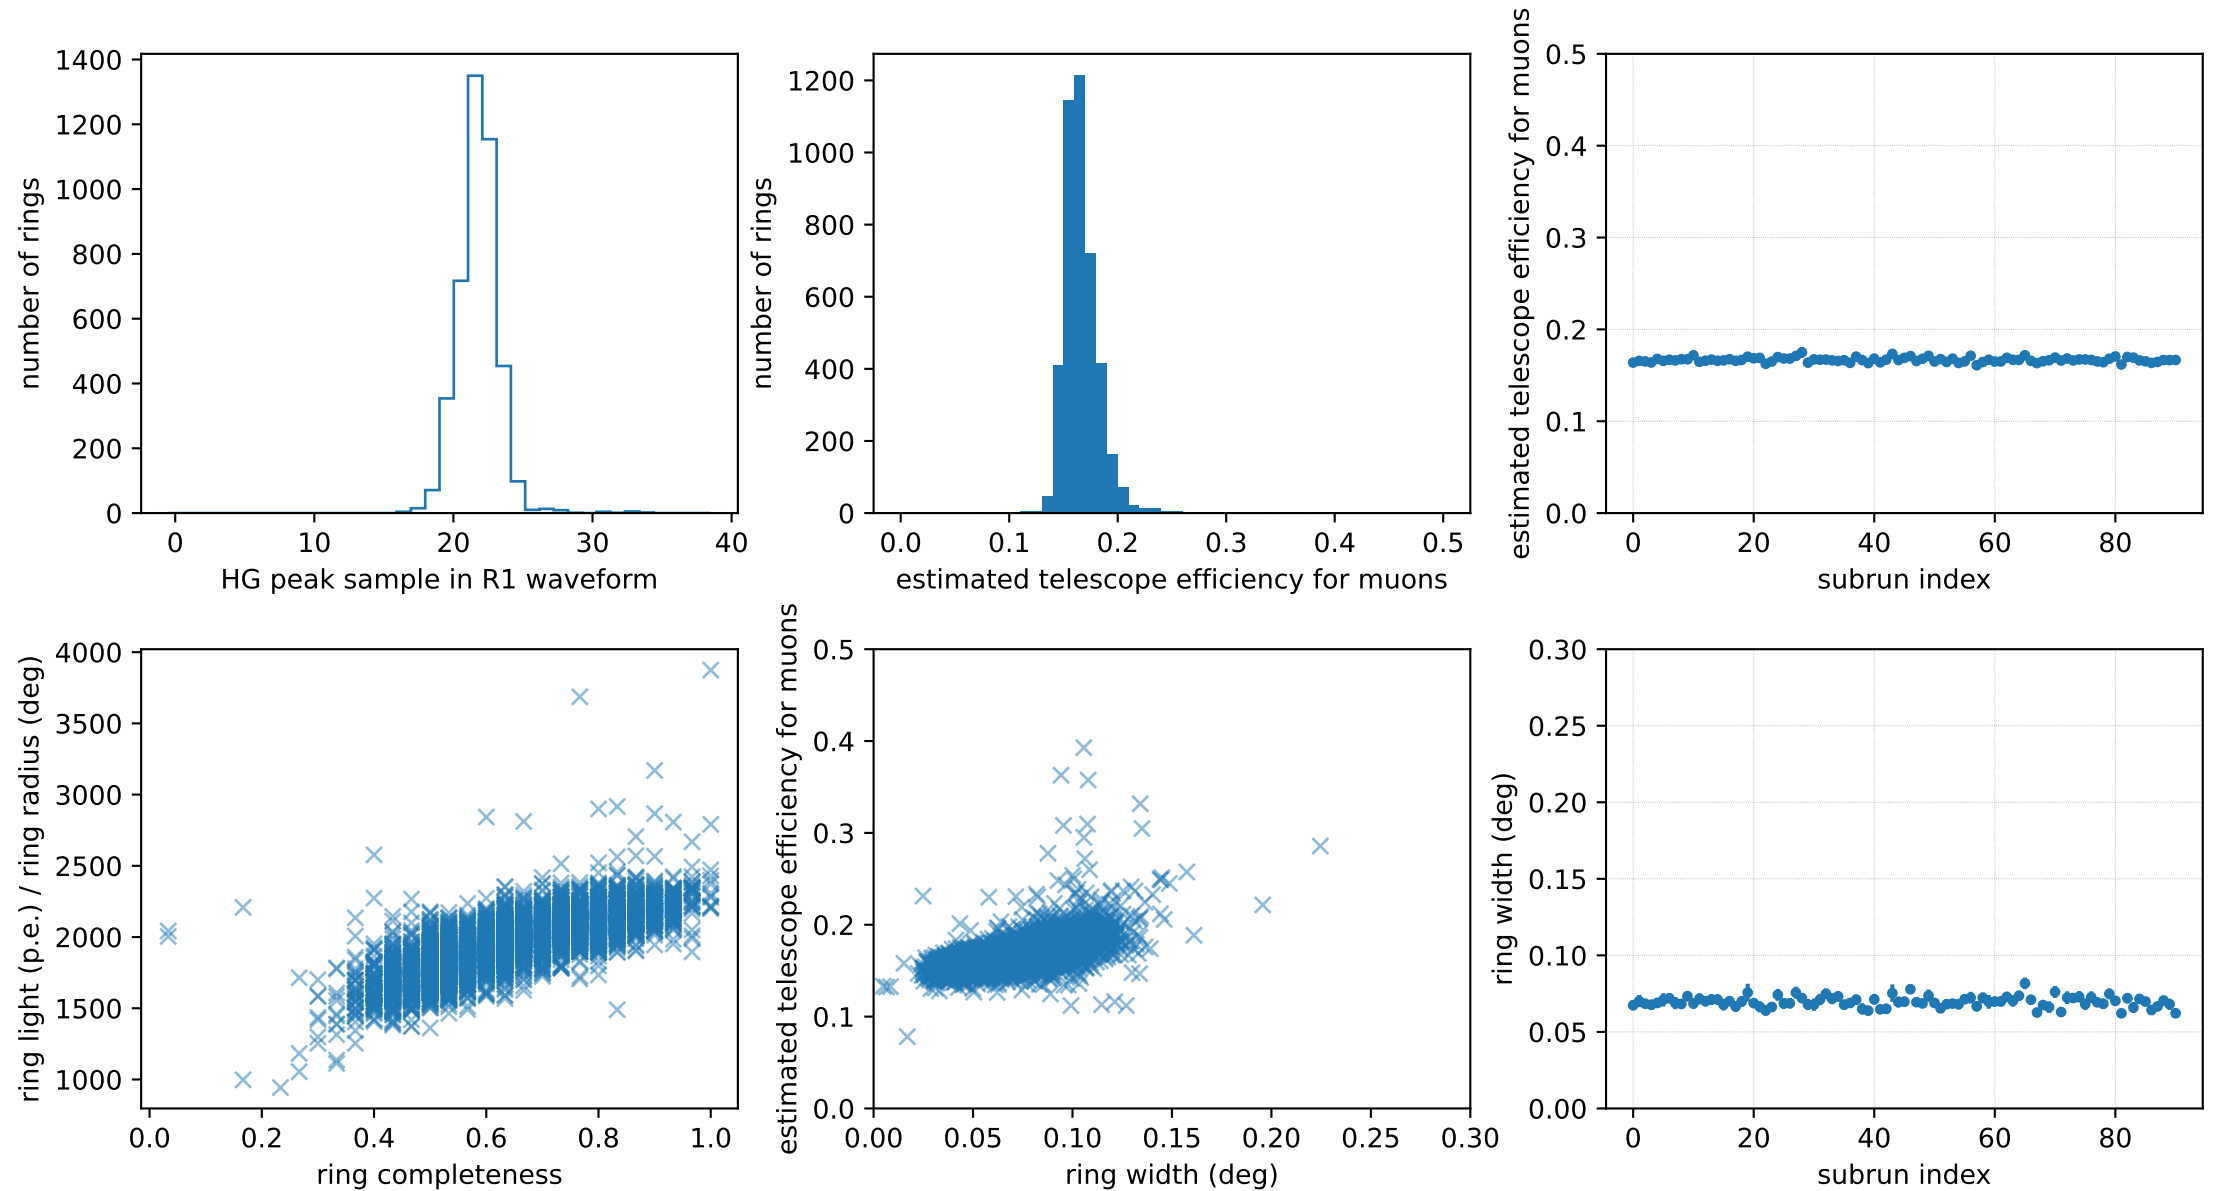 1400
1200
1000
800
600
400
200
0
number of rings
0 10 20 30 40
HG peak sample in R1 waveform
1200
1000
800
600
400
200
0
number of rings
0.0 0.1 0.2 0.3 0.4 0.5
estimated telescope efficiency for muons
0.5
0.4
0.3
0.2
0.1
0.0
estimated telescope efficiency for muons
0 20 40 60 80
subrun index
4000
3500
3000
2500
2000
1500
1000
ring light (p.e.) / ring radius (deg)
0.0 0.2 0.4 0.6 0.8 1.0
ring completeness
0.5
0.4
0.3
0.2
0.1
0.0
estimated telescope efficiency for muons
0.00 0.05 0.10 0.15 0.20 0.25 0.30
ring width (deg)
0.30
0.25
0.20
0.15
0.10
0.05
0.00
ring width (deg)
0 20 40 60 80
subrun index